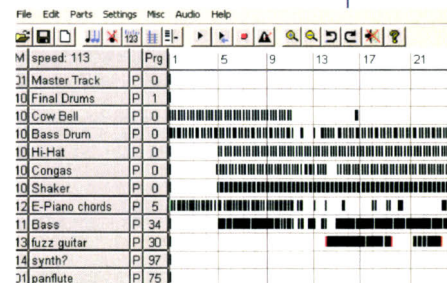 File Edit Parts Settings Misc Audio Help
123
M speed: 113 Prg 1 5 9 13 17 21
01 Master Track P 0
10 Final Drums P 1
10 Cow Bell P 0
10 Bass Drum P 0
10 Hi-Hat P 0
10 Congas P 0
10 Shaker P 0
12 E-Piano chords P 5
11 Bass P 34
13 fuzz guitar P 30
14 synth? P 97
01 panflute P 75